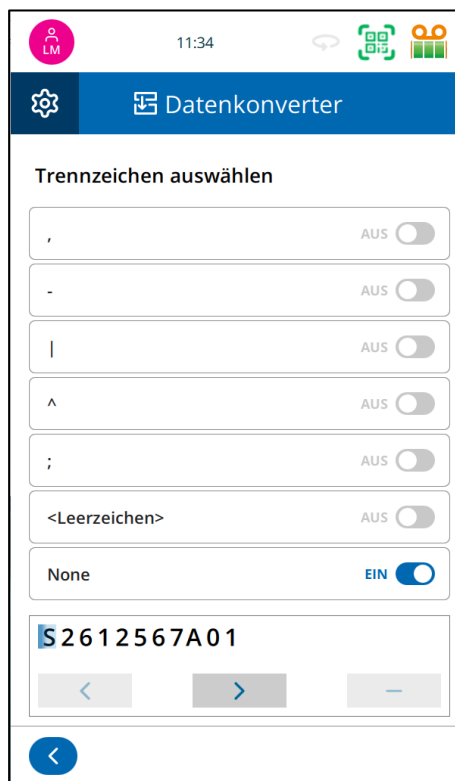 LM
11:34
Datenkonverter
Trennzeichen auswählen
, AUS
- AUS
| AUS
^ AUS
; AUS
<Leerzeichen> AUS
None EIN
S2612567A01